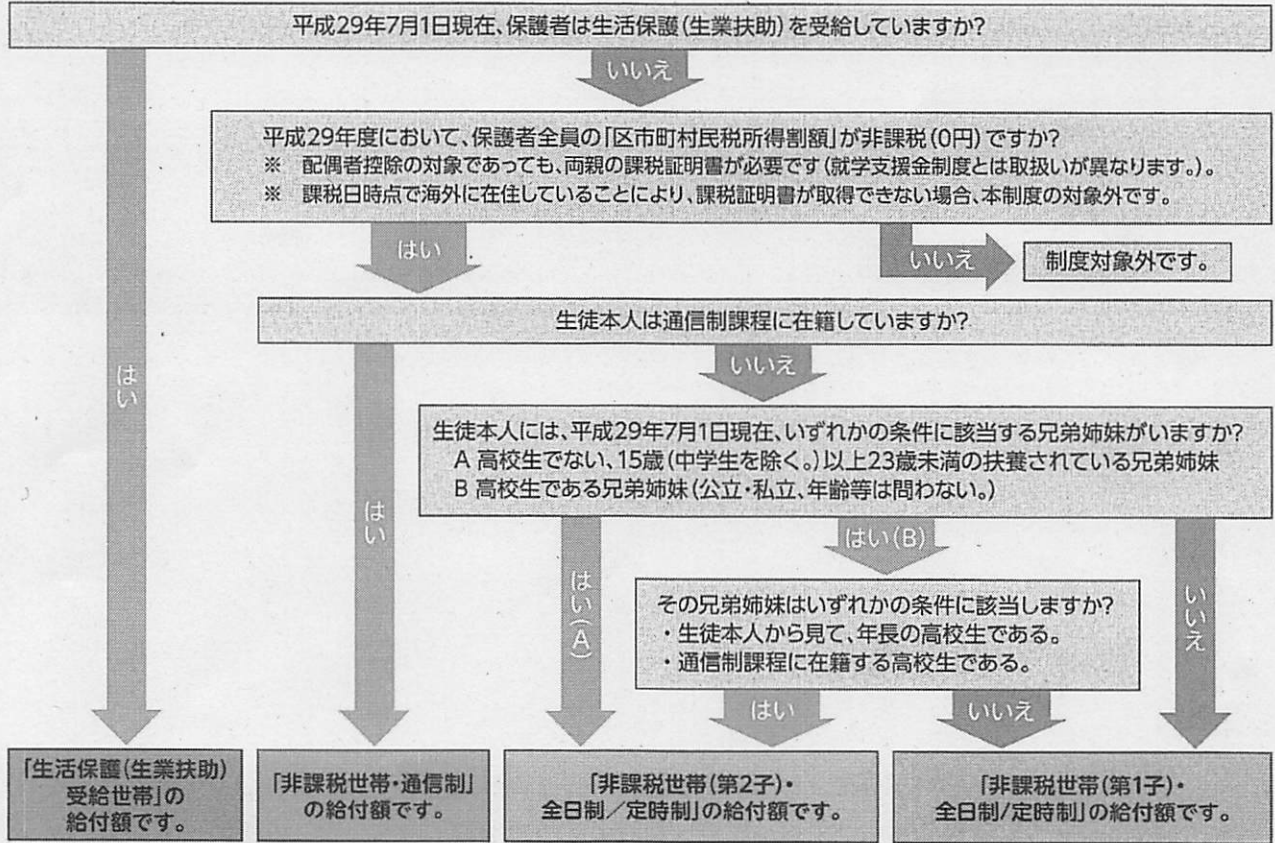 平成29年7月1日現在、保護者は生活保護(生業扶助)を受給していますか?
いいえ
平成29年度において、保護者全員の「区市町村民税所得割額」が非課税(0円)ですか?
※ 配偶者控除の対象であっても、両親の課税証明書が必要です(就学支援金制度とは取扱いが異なります。)。
※ 課税日時点で海外に在住していることにより、課税証明書が取得できない場合、本制度の対象外です。
はい
いいえ
制度対象外です。
生徒本人は通信制課程に在籍していますか?
はい
いいえ
生徒本人には、平成29年7月1日現在、いずれかの条件に該当する兄弟姉妹がいますか?
A 高校生でない、15歳(中学生を除く。)以上23歳未満の扶養されている兄弟姉妹
B 高校生である兄弟姉妹(公立・私立、年齢等は問わない。)
はい
はい(A)
はい(B)
いいえ
その兄弟姉妹はいずれかの条件に該当しますか?
・生徒本人から見て、年長の高校生である。
・通信制課程に在籍する高校生である。
はい
いいえ
「生活保護(生業扶助)
受給世帯」の
給付額です。
「非課税世帯・通信制」
の給付額です。
「非課税世帯(第2子)・
全日制/定時制」の給付額です。
「非課税世帯(第1子)・
全日制/定時制」の給付額です。